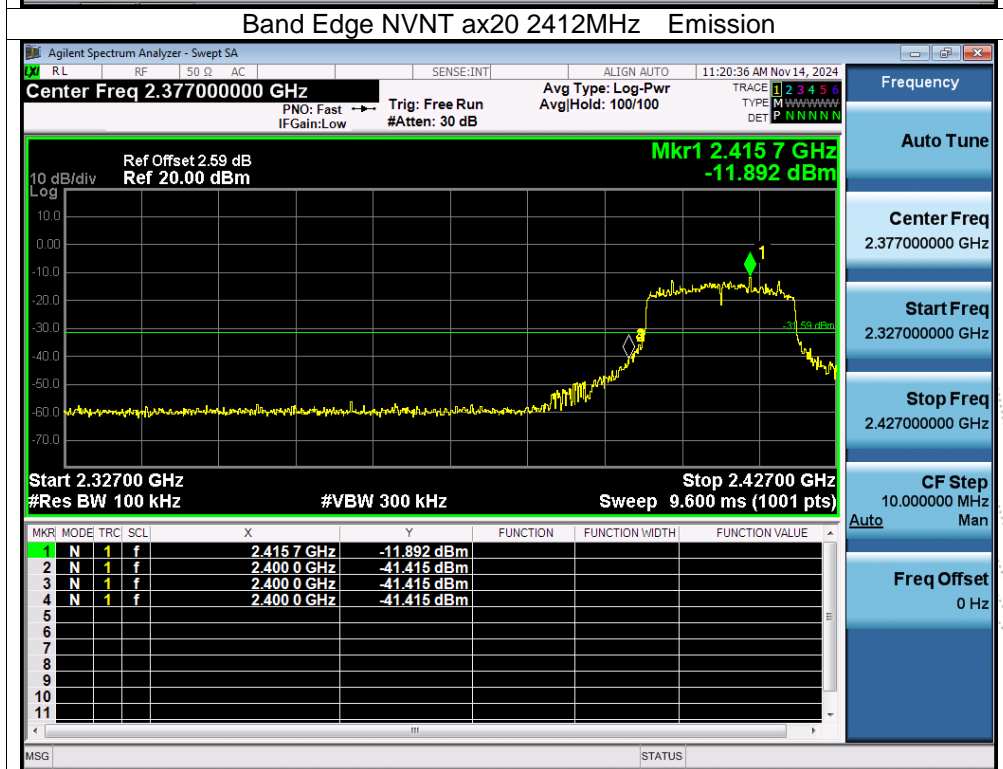 Band Edge NVNT ax20 2412MHz Emission
Agilent Spectrum Analyzer - Swept SA
LXI RL RF 50 Ω AC SENSE:INT ALIGN AUTO 11:20:36 AM Nov 14, 2024
Center Freq 2.377000000 GHz
PNO: Fast
IFGain:Low
Trig: Free Run
#Atten: 30 dB
Avg Type: Log-Pwr
Avg|Hold: 100/100
TRACE 1 2 3 4 5 6
TYPE M WWWWW
DET P N N N N N
Frequency
Mkr1 2.415 7 GHz
-11.892 dBm
Ref Offset 2.59 dB
Ref 20.00 dBm
10 dB/div
Log
10.0
0.00
-10.0
-20.0
-30.0
-40.0
-50.0
-60.0
-70.0
1
-31.59 dBm
Start 2.32700 GHz
Stop 2.42700 GHz
#Res BW 100 kHz
#VBW 300 kHz
Sweep 9.600 ms (1001 pts)
MKR MODE TRC SCL X Y FUNCTION FUNCTION WIDTH FUNCTION VALUE
1 N 1 f 2.415 7 GHz -11.892 dBm
2 N 1 f 2.400 0 GHz -41.415 dBm
3 N 1 f 2.400 0 GHz -41.415 dBm
4 N 1 f 2.400 0 GHz -41.415 dBm
5
6
7
8
9
10
11
MSG STATUS
Auto Tune
Center Freq
2.377000000 GHz
Start Freq
2.327000000 GHz
Stop Freq
2.427000000 GHz
CF Step
10.000000 MHz
Auto Man
Freq Offset
0 Hz